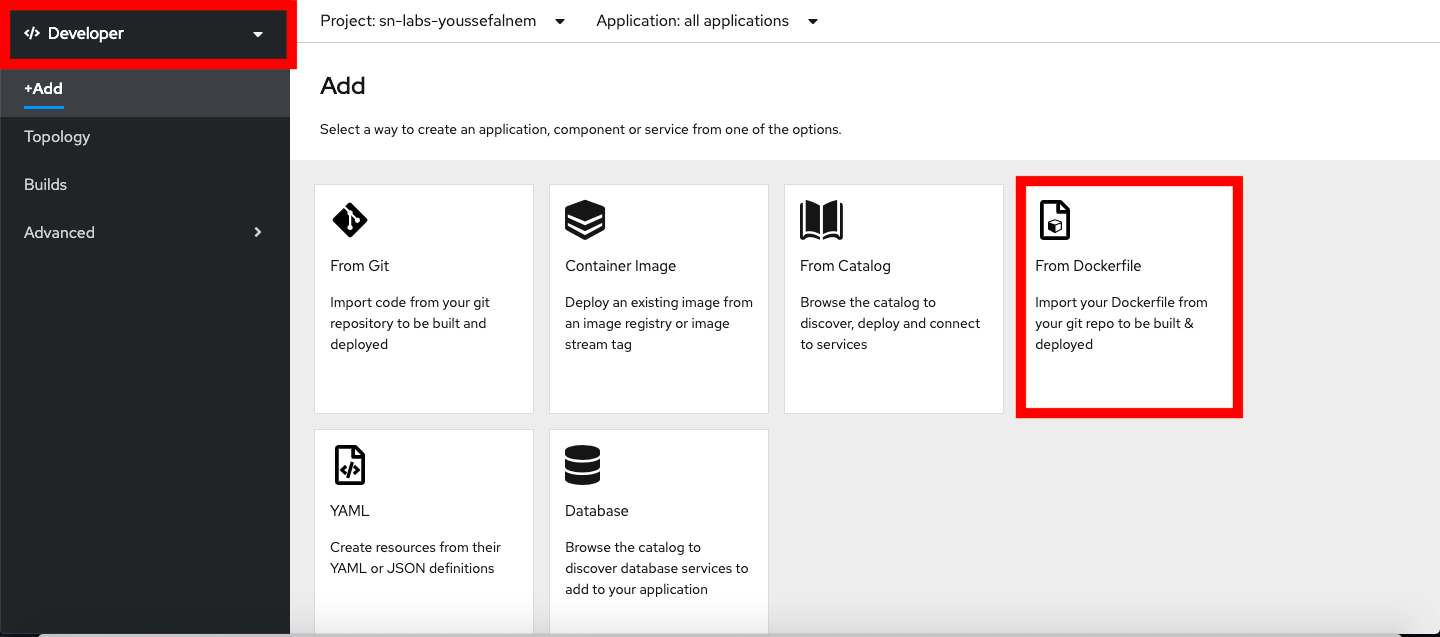 Developer
Project: sn-labs-youssefalnem
Application: all applications
+Add
Topology
Builds
Advanced
Add
Select a way to create an application, component or service from one of the options.
From Git
Import code from your git
repository to be built and
deployed
Container Image
Deploy an existing image from
an image registry or image
stream tag
From Catalog
Browse the catalog to
discover, deploy and connect
to services
From Dockerfile
Import your Dockerfile from
your git repo to be built &
deployed
YAML
Create resources from their
YAML or JSON definitions
Database
Browse the catalog to
discover database services to
add to your application